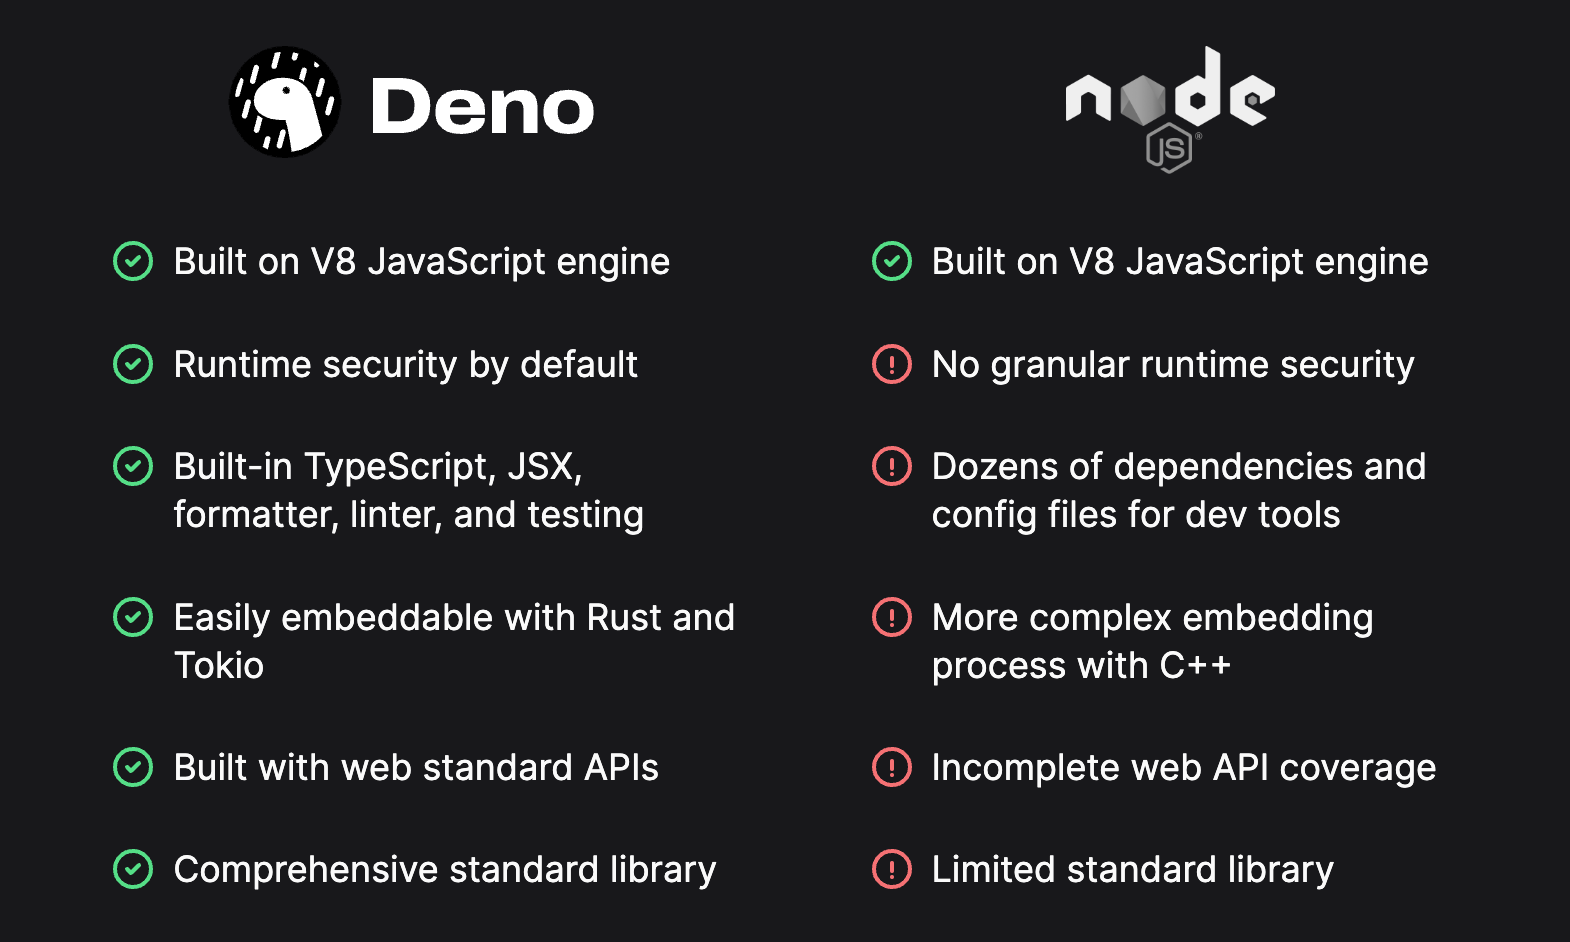 Deno
node
JS
®
Built on V8 JavaScript engine
Built on V8 JavaScript engine
Runtime security by default
No granular runtime security
Built-in TypeScript, JSX,
formatter, linter, and testing
Dozens of dependencies and
config files for dev tools
Easily embeddable with Rust and
Tokio
More complex embedding
process with C++
Built with web standard APIs
Incomplete web API coverage
Comprehensive standard library
Limited standard library